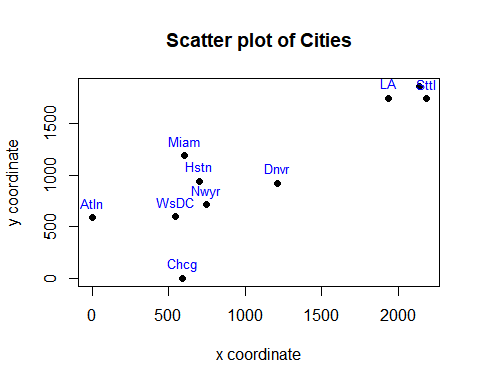 Scatter plot of Cities
LA
Sttl
Miam
Hstn
Dnvr
Nwyr
Atln
WsDC
Chcg
y coordinate
0
500
1000
1500
0
500
1000
1500
2000
x coordinate